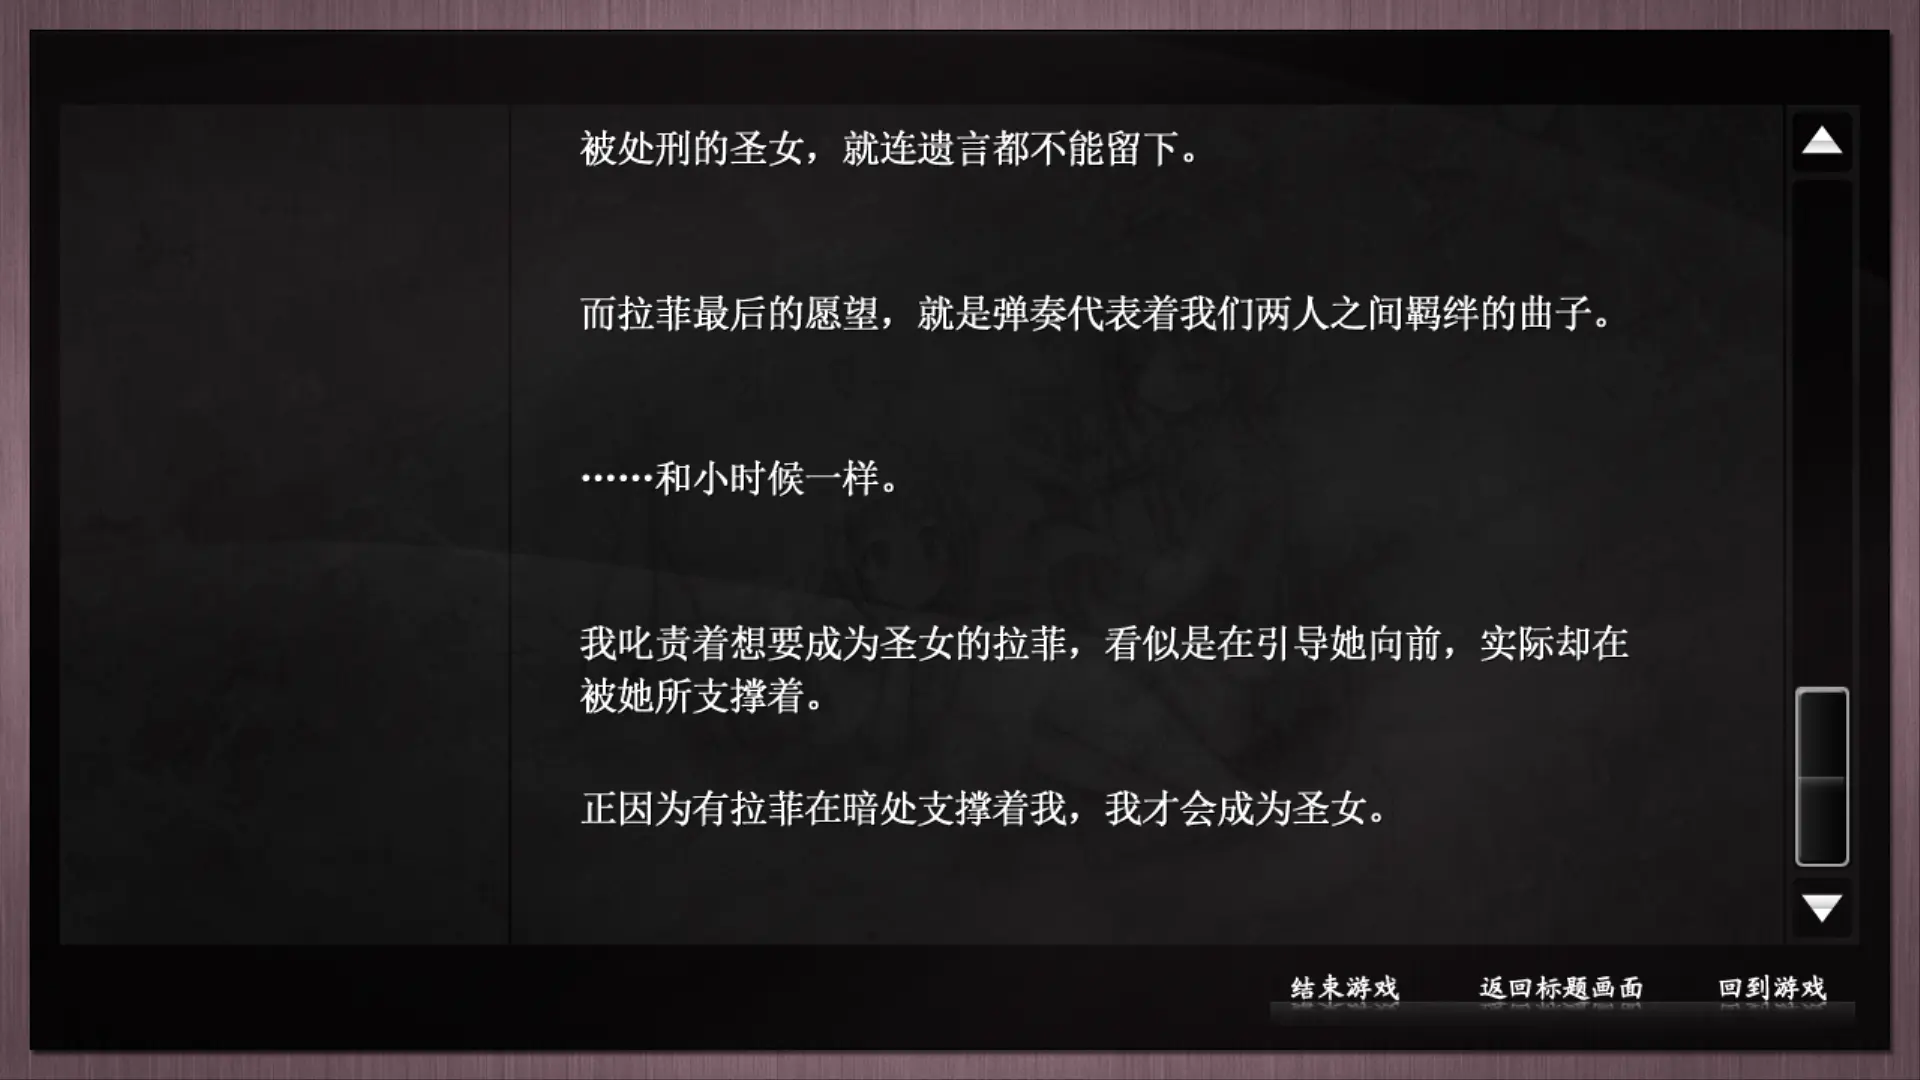 被处刑的圣女，就连遗言都不能留下。
而拉菲最后的愿望，就是弹奏代表着我们两人之间羁绊的曲子。
……和小时候一样。
我叱责着想要成为圣女的拉菲，看似是在引导她向前，实际却在
被她所支撑着。
正因为有拉菲在暗处支撑着我，我才会成为圣女。
结束游戏 返回标题画面 回到游戏